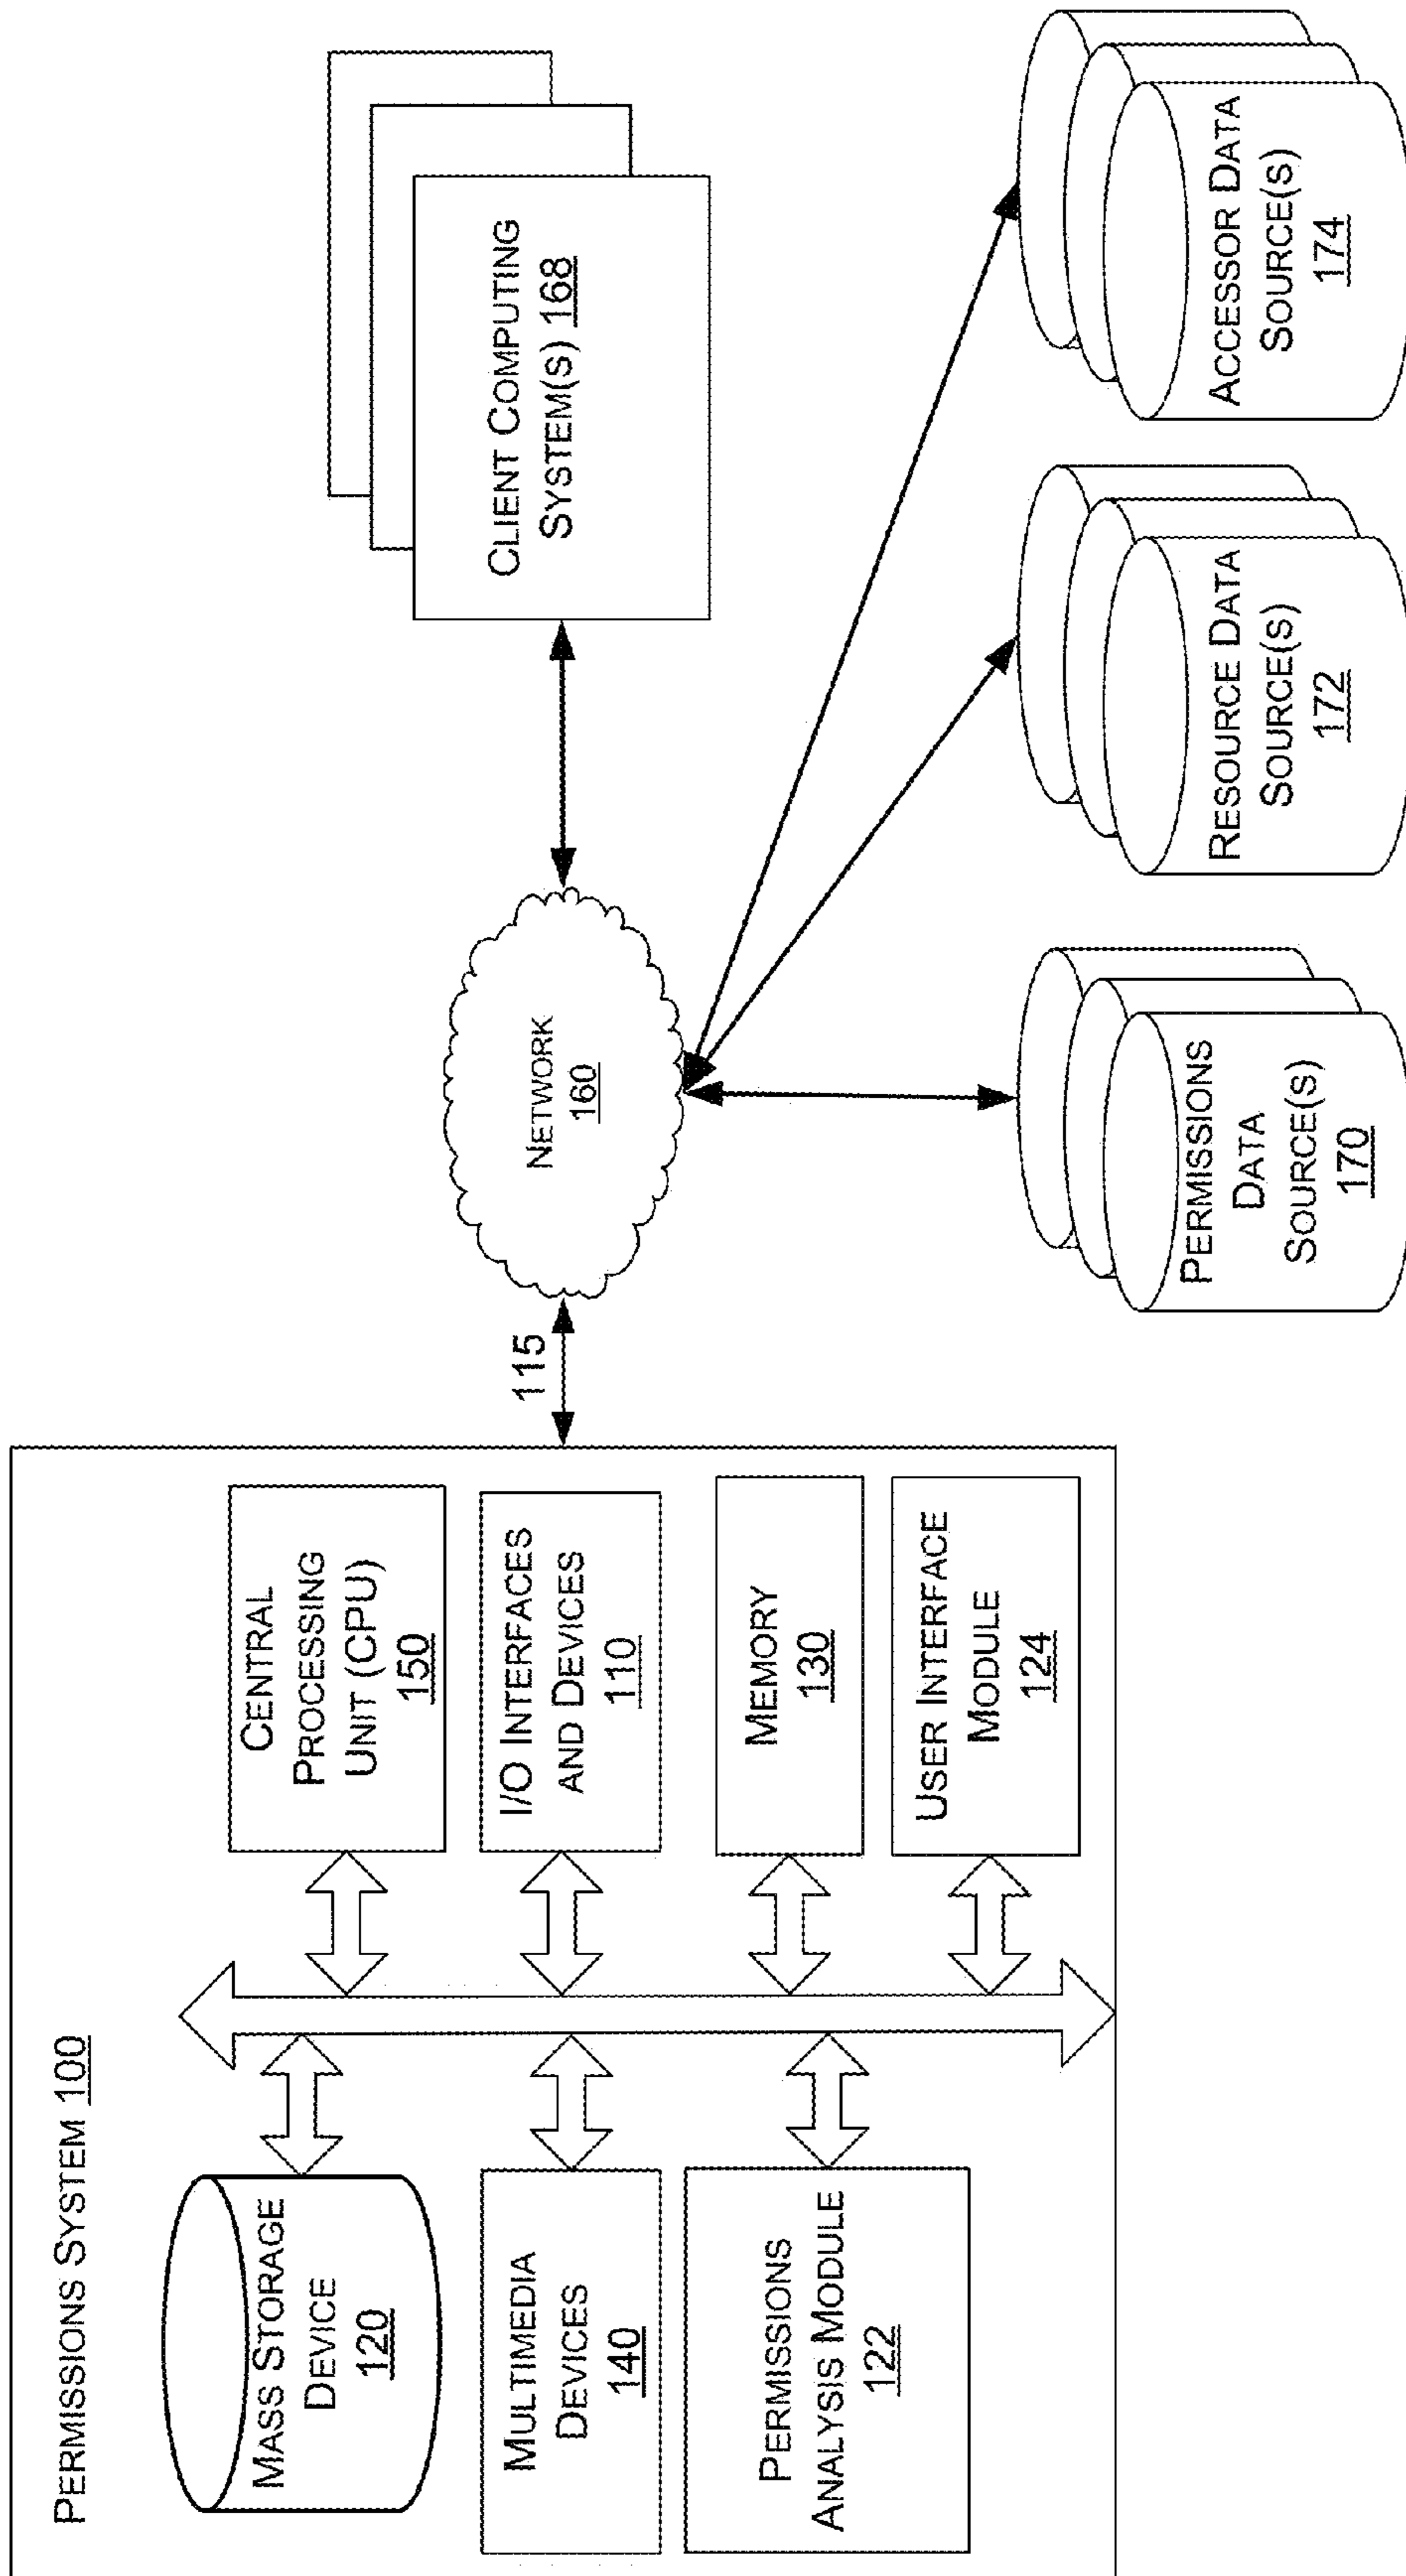 PERMISSIONS SYSTEM 100
MASS STORAGE
DEVICE
120
MULTIMEDIA
DEVICES
140
PERMISSIONS
ANALYSIS MODULE
122
CENTRAL
PROCESSING
UNIT (CPU)
150
I/O INTERFACES
AND DEVICES
110
MEMORY
130
USER INTERFACE
MODULE
124
115
NETWORK
160
CLIENT COMPUTING
SYSTEM(S) 168
PERMISSIONS
DATA
SOURCE(S)
170
RESOURCE DATA
SOURCE(S)
172
ACCESSOR DATA
SOURCE(S)
174